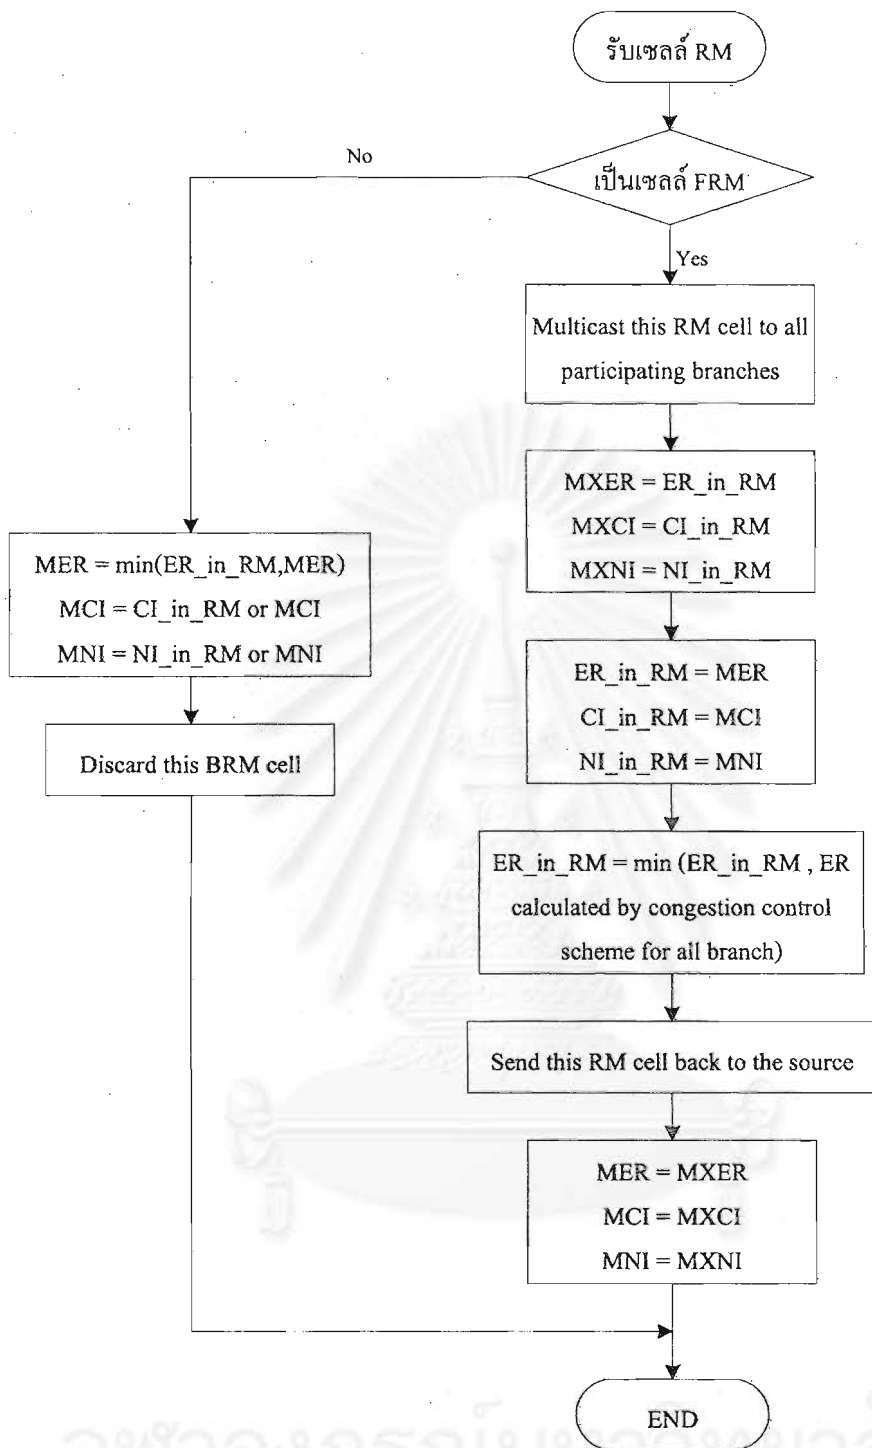 รับเซลล์ RM
เป็นเซลล์ FRM
No
Yes
Multicast this RM cell to all
participating branches
MXER = ER_in_RM
MXCI = CI_in_RM
MXNI = NI_in_RM
MER = min(ER_in_RM,MER)
MCI = CI_in_RM or MCI
MNI = NI_in_RM or MNI
Discard this BRM cell
ER_in_RM = MER
CI_in_RM = MCI
NI_in_RM = MNI
ER_in_RM = min (ER_in_RM , ER
calculated by congestion control
scheme for all branch)
Send this RM cell back to the source
MER = MXER
MCI = MXCI
MNI = MXNI
END